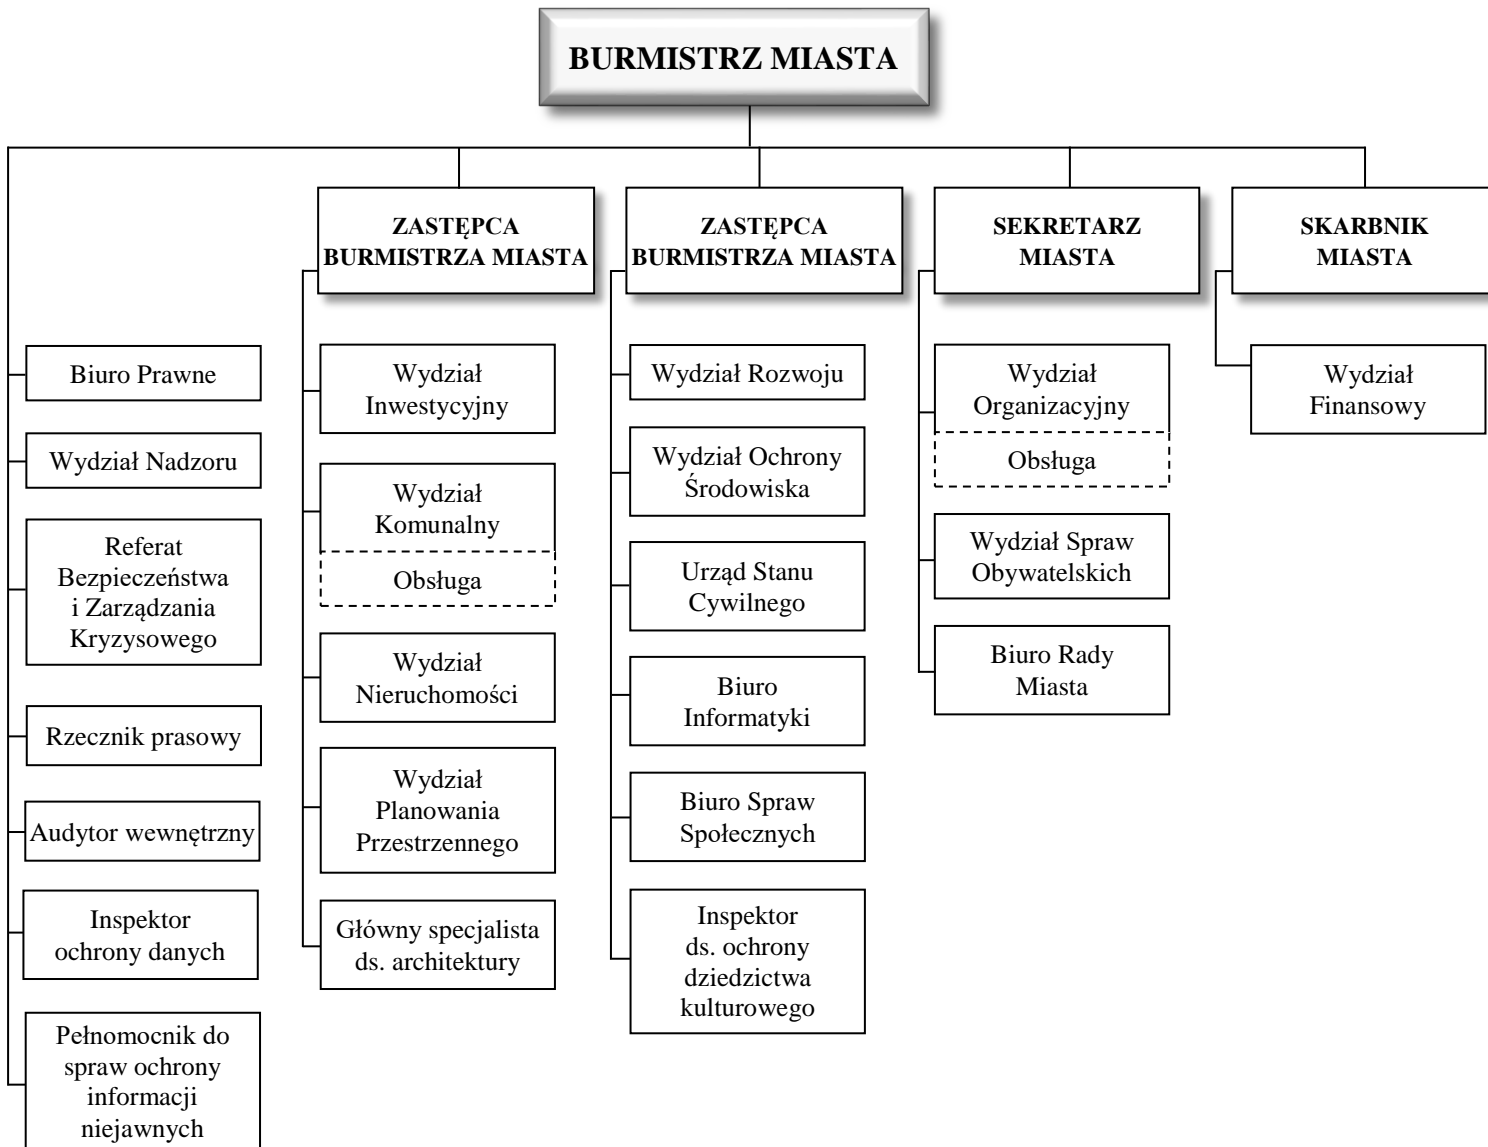 BURMISTRZ MIASTA
ZASTĘPCA
BURMISTRZA MIASTA
ZASTĘPCA
BURMISTRZA MIASTA
SEKRETARZ
MIASTA
SKARBNIK
MIASTA
Biuro Prawne
Wydział Nadzoru
Referat
Bezpieczeństwa
i Zarządzania
Kryzysowego
Rzecznik prasowy
Audytor wewnętrzny
Inspektor
ochrony danych
Pełnomocnik do
spraw ochrony
informacji
niejawnych
Wydział
Inwestycyjny
Wydział
Komunalny
Obsługa
Wydział
Nieruchomości
Wydział
Planowania
Przestrzennego
Główny specjalista
ds. architektury
Wydział Rozwoju
Wydział Ochrony
Środowiska
Urząd Stanu
Cywilnego
Biuro
Informatyki
Biuro Spraw
Społecznych
Inspektor
ds. ochrony
dziedzictwa
kulturowego
Wydział
Organizacyjny
Obsługa
Wydział Spraw
Obywatelskich
Biuro Rady
Miasta
Wydział
Finansowy